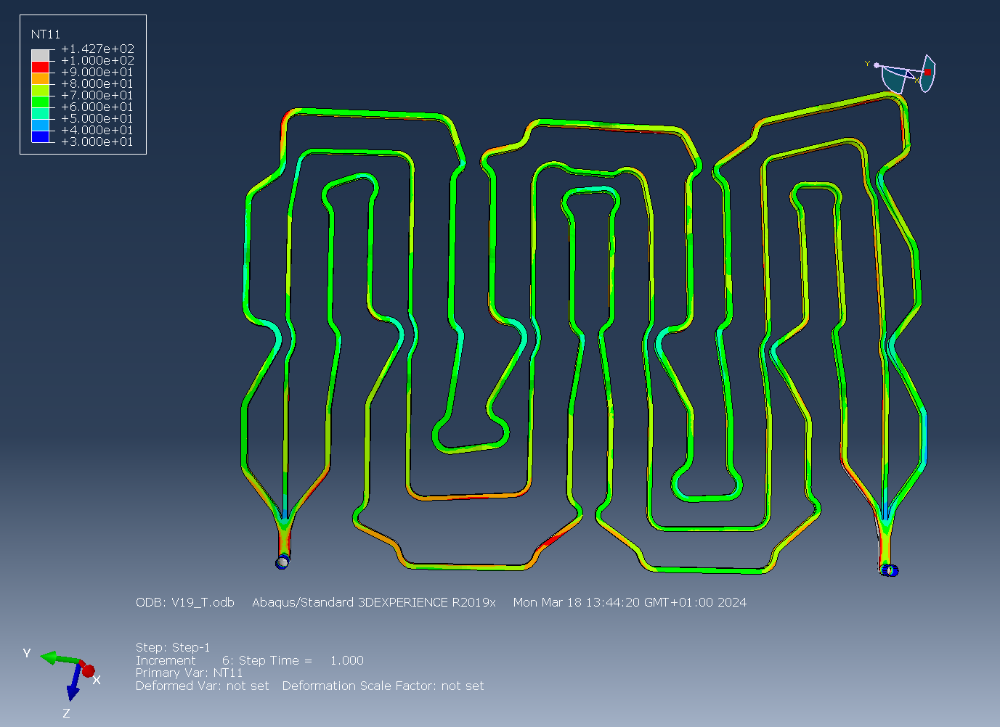 NT11
+1.427e+02
+1.000e+02
+9.000e+01
+8.000e+01
+7.000e+01
+6.000e+01
+5.000e+01
+4.000e+01
+3.000e+01
Y
X
ODB: V19_T.odb Abaqus/Standard 3DEXPERIENCE R2019x Mon Mar 18 13:44:20 GMT+01:00 2024
Step: Step-1
Increment 6: Step Time = 1.000
Primary Var: NT11
Deformed Var: not set Deformation Scale Factor: not set
Y
X
Z